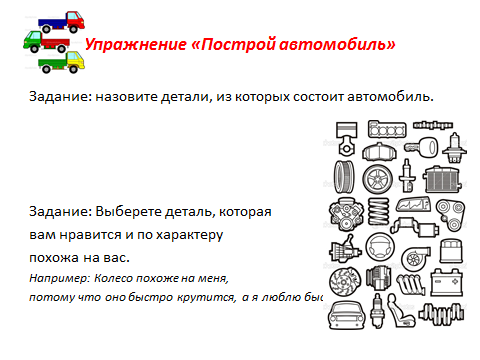 Упражнение «Построй автомобиль»
Задание: назовите детали, из которых состоит автомобиль.
Задание: Выберете деталь, которая
вам нравится и по характеру
похожа на вас.
Например: Колесо похоже на меня,
потому что оно быстро крутится, а я люблю быс